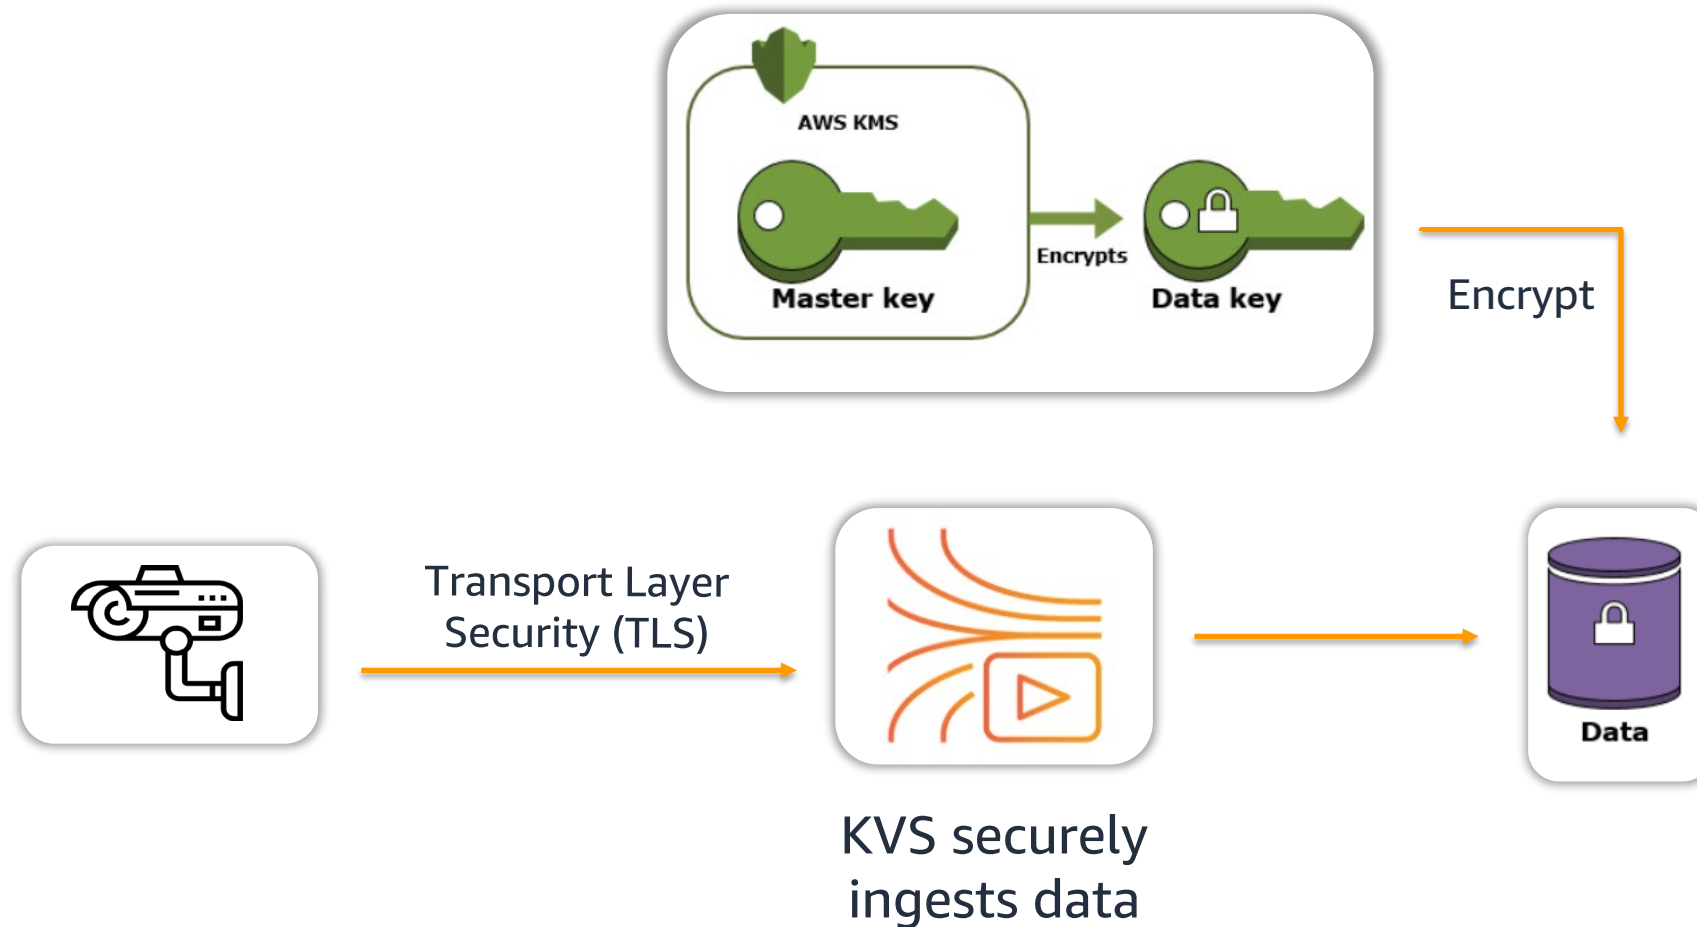 AWS KMS
Master key
Encrypts
Data key
Encrypt
Transport Layer
Security (TLS)
KVS securely
ingests data
Data